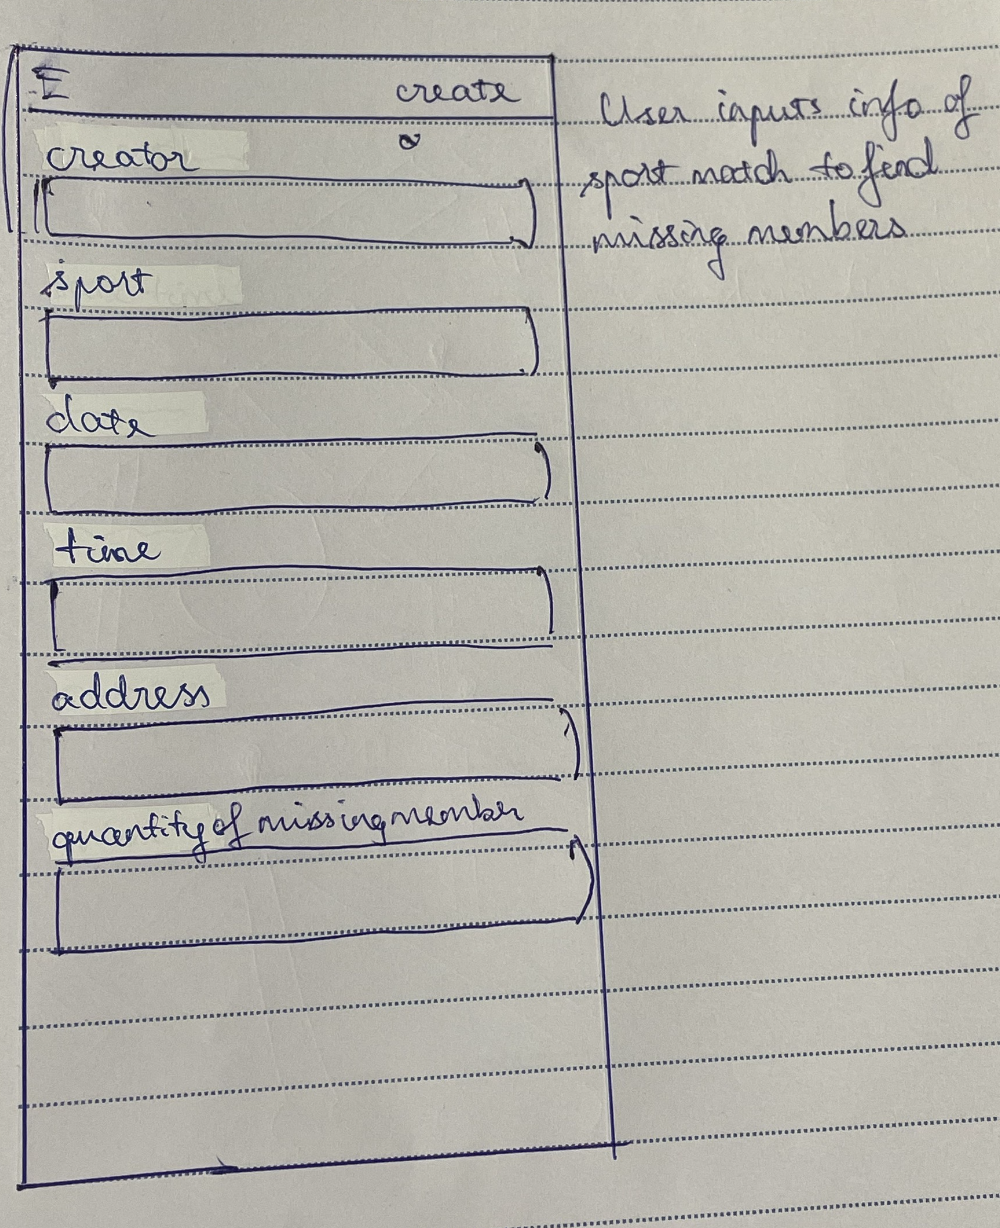 create
creator
sport
date
time
address
quantity of missing member
User inputs info of
sport match to find
missing members